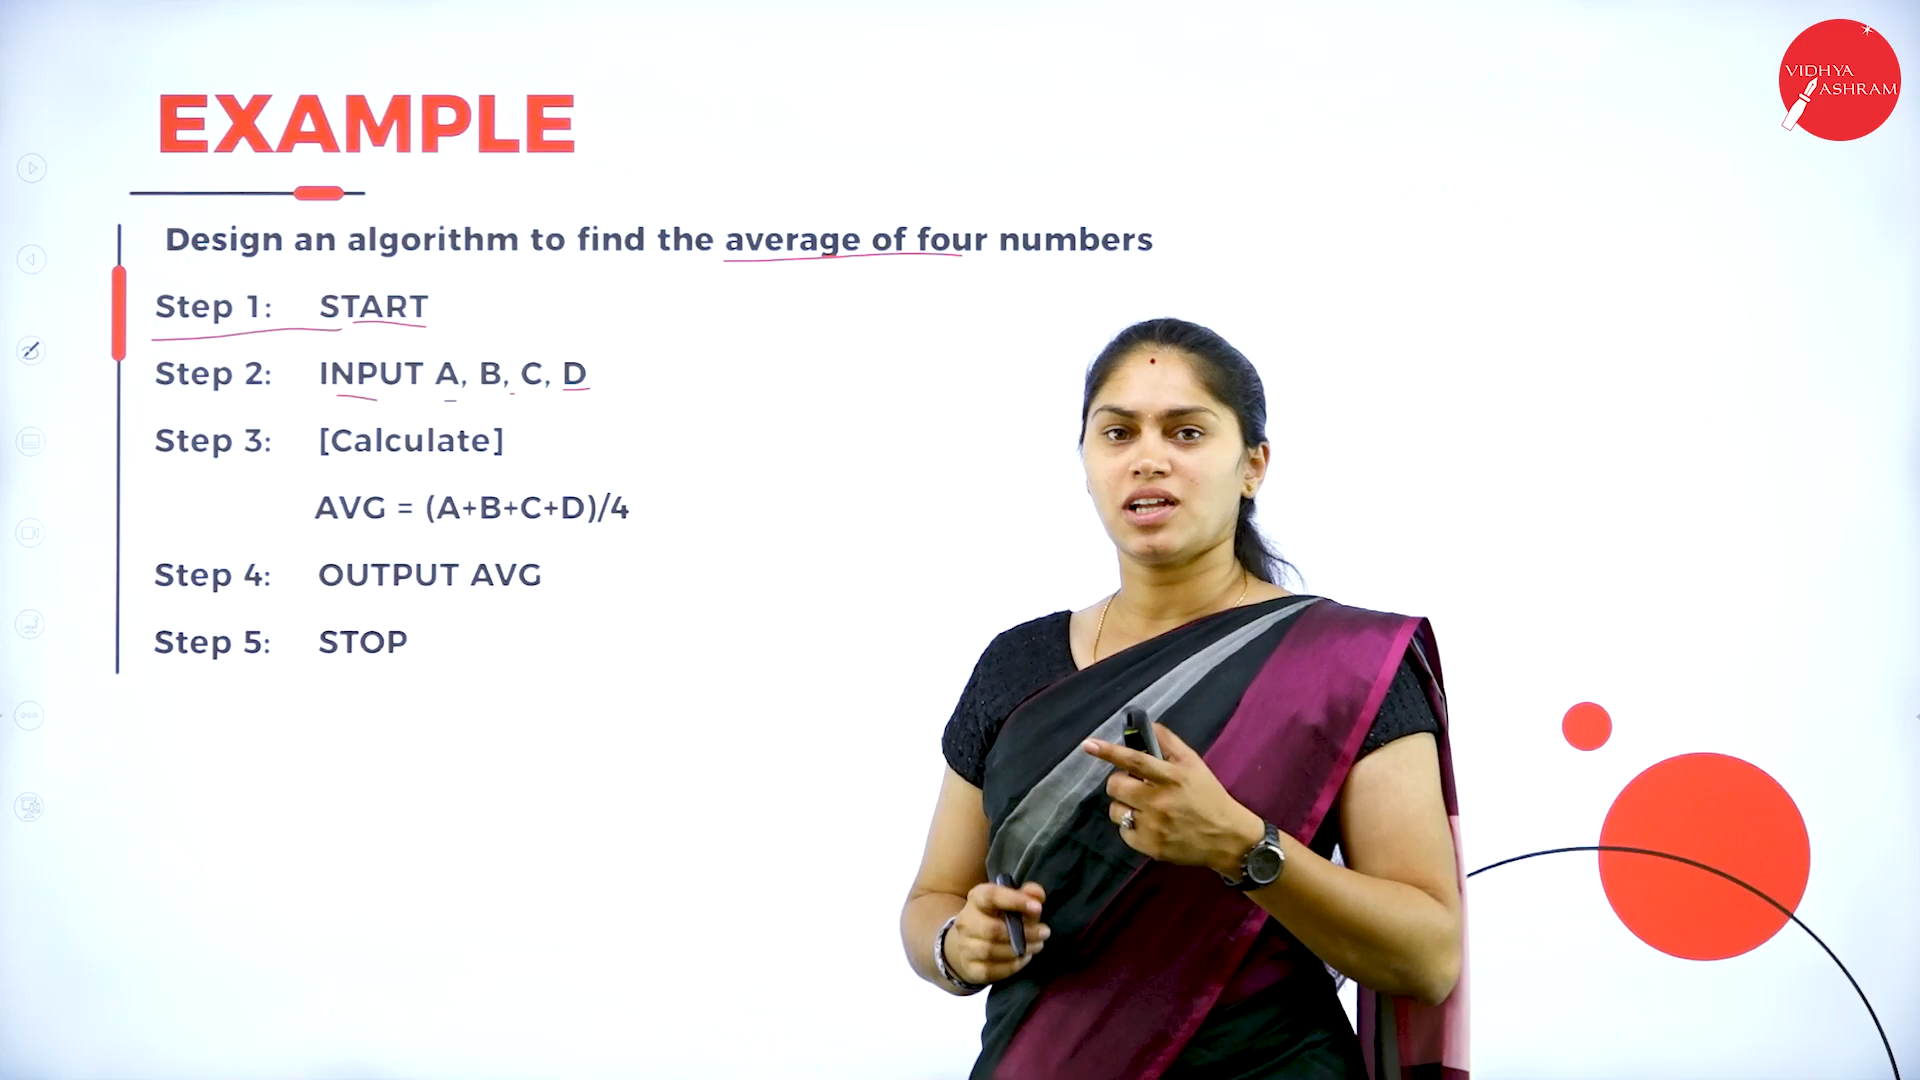 VIDHYA
ASHRAM
EXAMPLE
Design an algorithm to find the average of four numbers
Step 1: START
Step 2: INPUT A, B, C, D
Step 3: [Calculate]
AVG = (A+B+C+D)/4
Step 4: OUTPUT AVG
Step 5: STOP